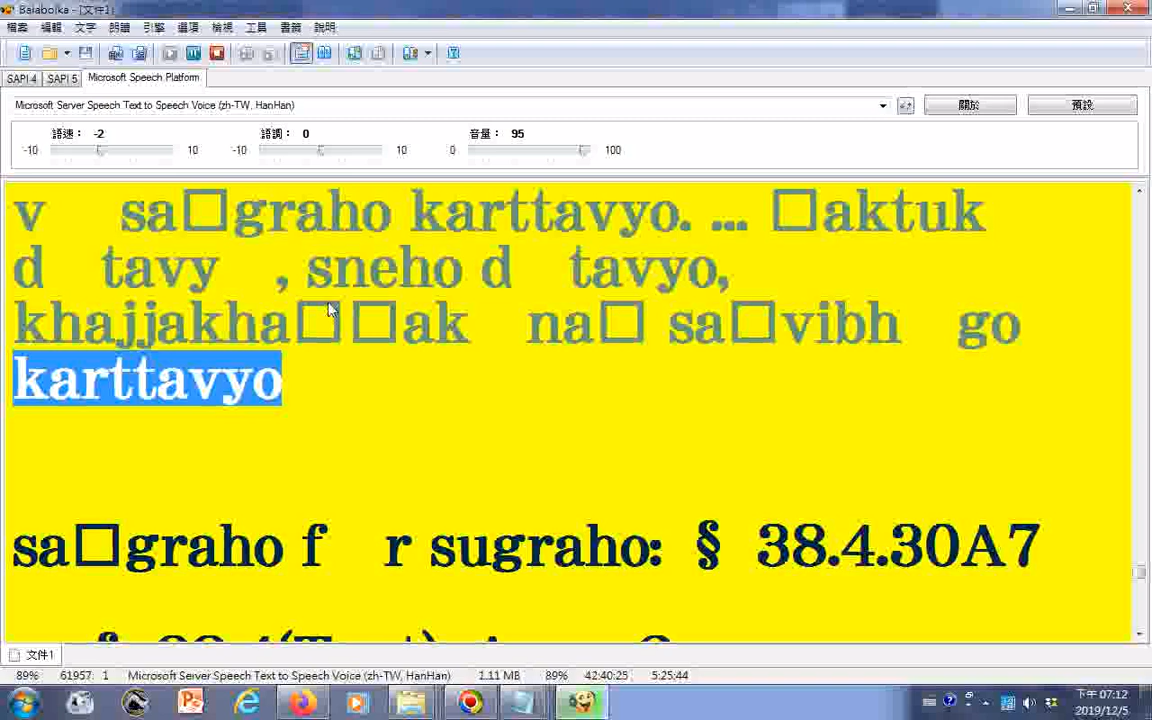 Balabolka - [文件1]
檔案 編輯 文字 朗讀 引擎 選項 檢視 工具 書籤 說明
SAPI 4 SAPI 5 Microsoft Speech Platform
Microsoft Server Speech Text to Speech Voice (zh-TW, HanHan) 關於 預設
語速： -2 語調： 0 音量： 95
-10 10 -10 10 0 100
v sa□graho karttavyo. ... □aktuk
d tavy , sneho d tavyo,
khajjakha□□ak na□ sa□vibh go
karttavyo
sa□graho f r sugraho: § 38.4.30A7
文件1
89% 61957: 1 Microsoft Server Speech Text to Speech Voice (zh-TW, HanHan) 1.11 MB 89% 42:40:25 5:25:44
下午 07:12
2019/12/5